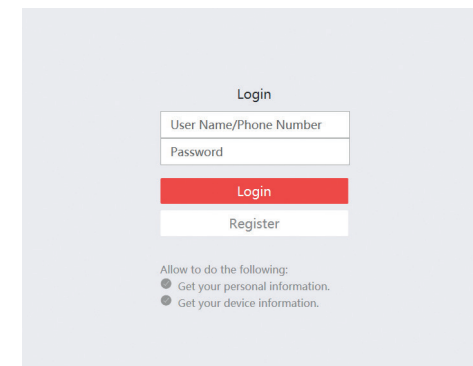 Login
User Name/Phone Number
Password
Login
Register
Allow to do the following:
Get your personal information.
Get your device information.